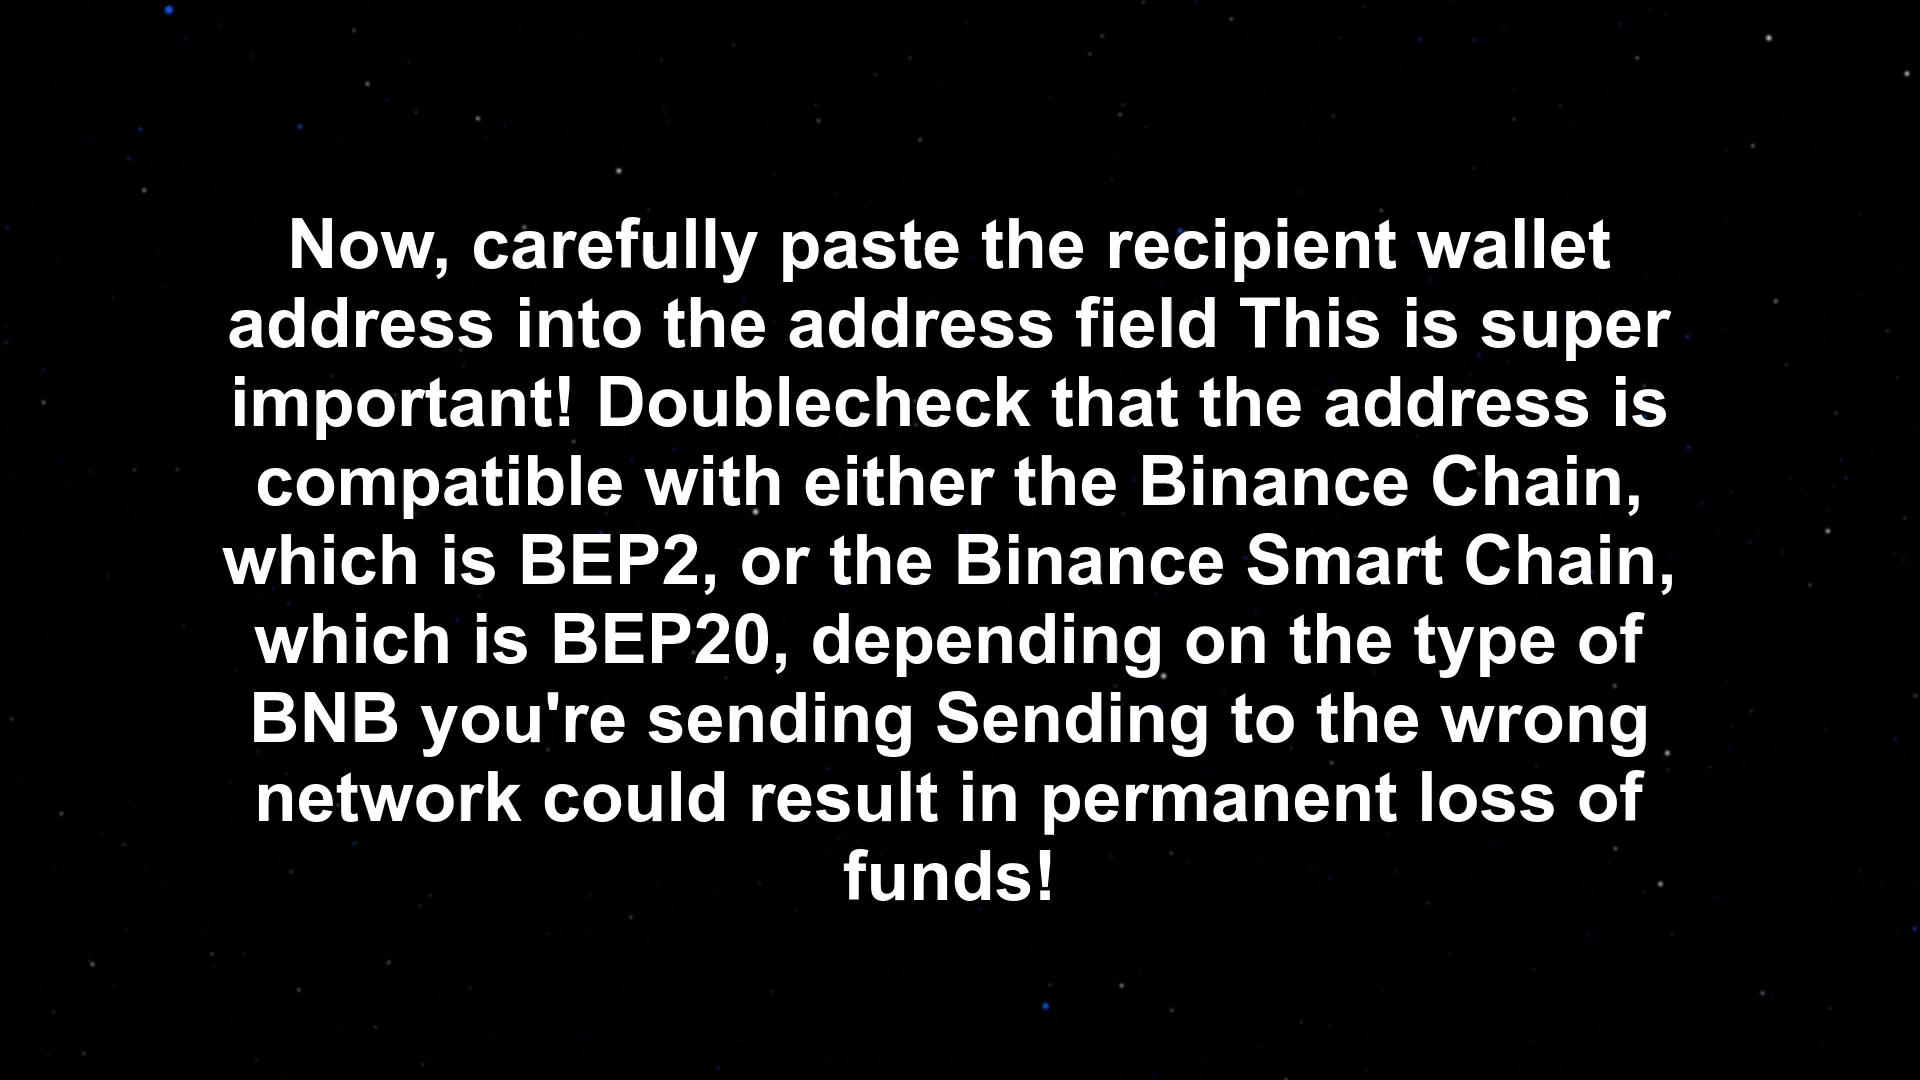 Now, carefully paste the recipient wallet
address into the address field This is super
important! Doublecheck that the address is
compatible with either the Binance Chain,
which is BEP2, or the Binance Smart Chain,
which is BEP20, depending on the type of
BNB you're sending Sending to the wrong
network could result in permanent loss of
funds!